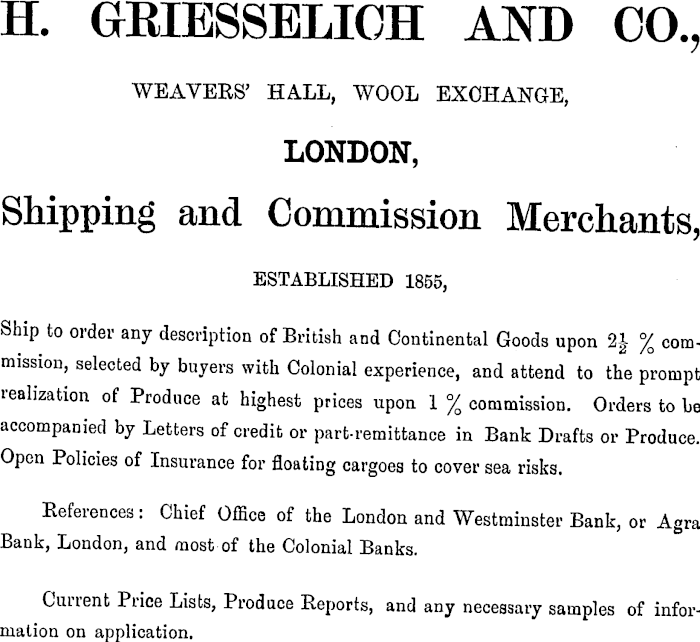 H. GRIESSELICH AND CO.,
WEAVERS' HALL, WOOL EXCHANGE,
LONDON,
Shipping and Commission Merchants,
ESTABLISHED 1855,
Ship to order any description of British and Continental Goods upon 2½ % com-
mission, selected by buyers with Colonial experience, and attend to the prompt
realization of Produce at highest prices upon 1 % commission. Orders to be
accompanied by Letters of credit or part-remittance in Bank Drafts or Produce.
Open Policies of Insurance for floating cargoes to cover sea risks.
References: Chief Office of the London and Westminster Bank, or Agra
Bank, London, and most of the Colonial Banks.
Current Price Lists, Produce Reports, and any necessary samples of infor-
mation on application.